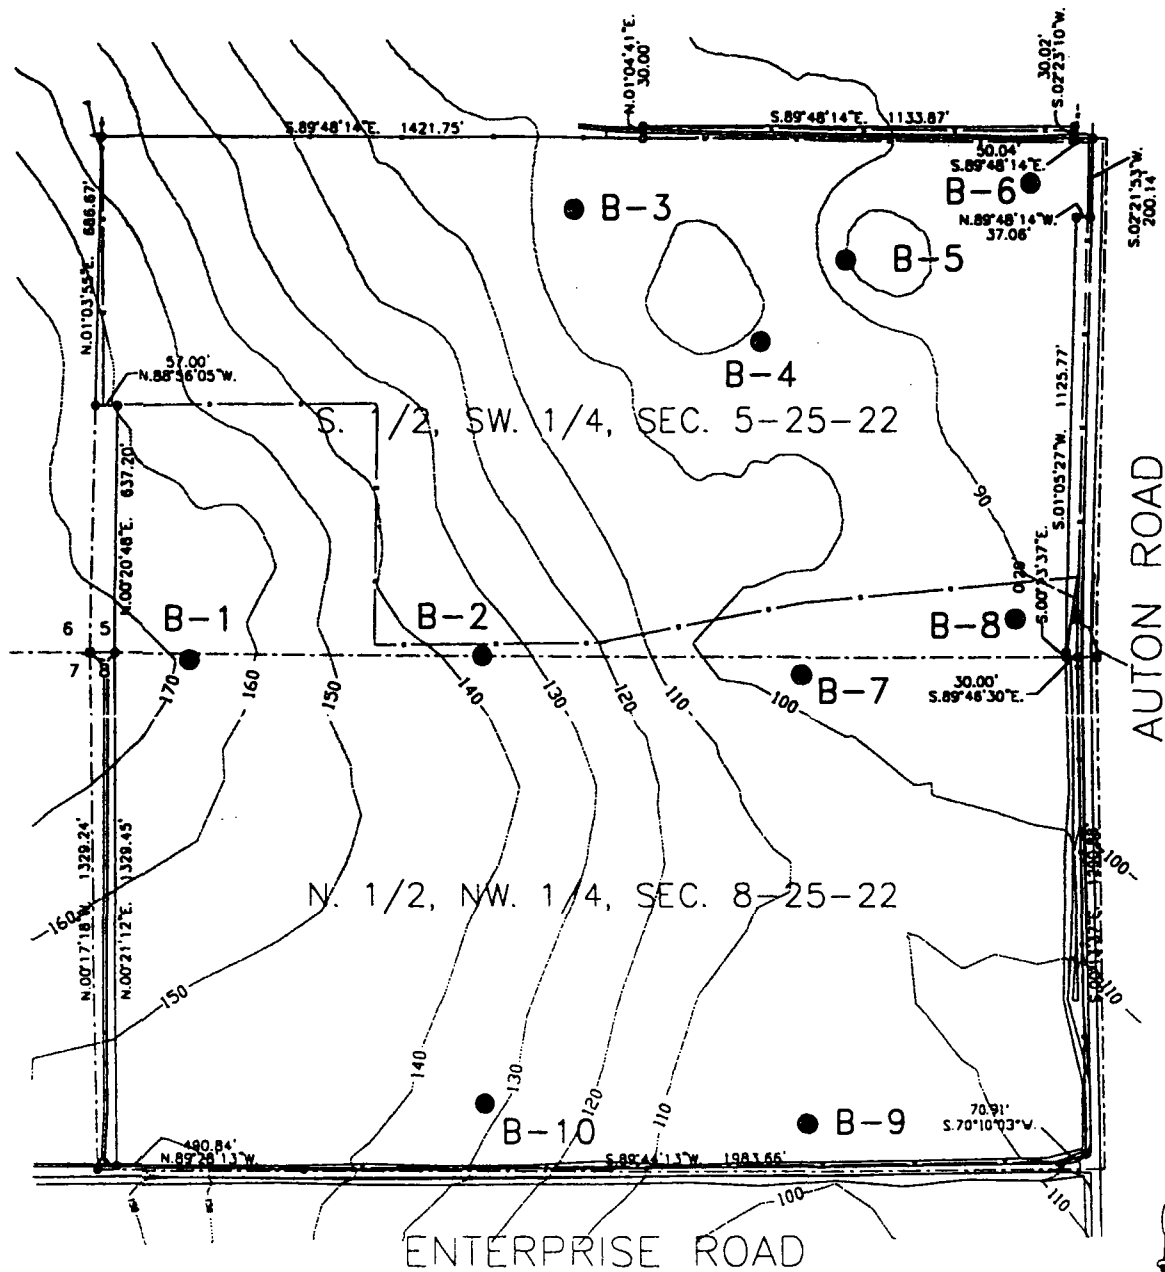 N.01°04'41"E.
30.00'
30.02'
S.02°23'10"W.
S.89°48'14"E. 1421.75'
S.89°48'14"E. 1133.87'
50.04'
S.89°48'14"E.
B-6
B-3
N.89°48'14"W.
37.06'
S.02°21'53"W.
200.14'
N.01°03'55"E. 686.67'
B-5
B-4
57.00'
N.88°56'05"W.
S. /2, SW. 1/4, SEC. 5-25-22
S.01°05'27"W. 1125.77'
N.00°20'48"E. 637.20'
90
AUTON ROAD
S.00°53'37"E.
6 5
7 8
B-1
B-2
B-8
B-7
30.00'
S.89°46'30"E.
170
160
150
140
130
120
110
100
N.00°17'18"W. 1329.24'
N.00°21'12"E. 1329.45'
100
N. 1/2, NW. 1/4, SEC. 8-25-22
160
150
110
140
130
120
110
B-10
B-9
70.91'
S.70°10'03"W.
490.84'
N.89°28'13"W.
S.89°44'13"W. 1983.66'
100
110
ENTERPRISE ROAD